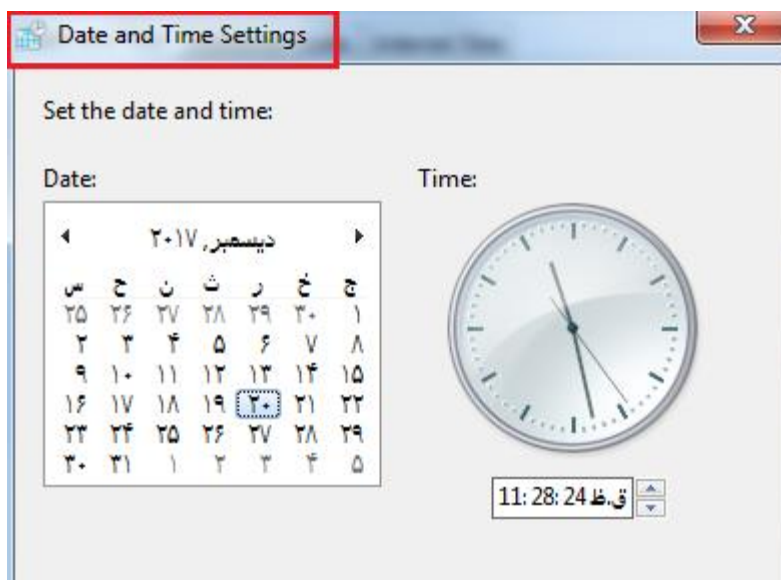 Date and Time Settings
Set the date and time:
Date:
Time:
دیسمبر, ۲۰۱۷
س ح ن ث ر خ ج
۲۵ ۲۶ ۲۷ ۲۸ ۲۹ ۳۰ ۱
۲ ۳ ۴ ۵ ۶ ۷ ۸
۹ ۱۰ ۱۱ ۱۲ ۱۳ ۱۴ ۱۵
۱۶ ۱۷ ۱۸ ۱۹ ۲۰ ۲۱ ۲۲
۲۳ ۲۴ ۲۵ ۲۶ ۲۷ ۲۸ ۲۹
۳۰ ۳۱ ۱ ۲ ۳ ۴ ۵
11:28:24 ق.ظ